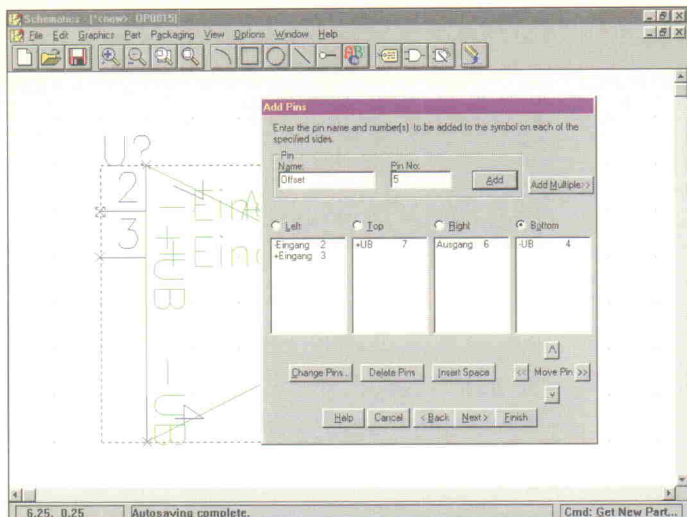 Schematics - [*<new>: OP0815]
File Edit Graphics Part Packaging View Options Window Help
U?
2
3
+UB
-UB
Add Pins
Enter the pin name and number(s) to be added to the symbol on each of the
specified sides.
Pin
Name:
Pin No:
Offset
5
Add
Add Multiple>>
Left
Top
Right
Bottom
-Eingang 2
+Eingang 3
+UB 7
Ausgang 6
-UB 4
Change Pins...
Delete Pins
Insert Space
<< Move Pin >>
Help
Cancel
< Back
Next >
Finish
6.25, 0.25
Autosaving complete.
Cmd: Get New Part...